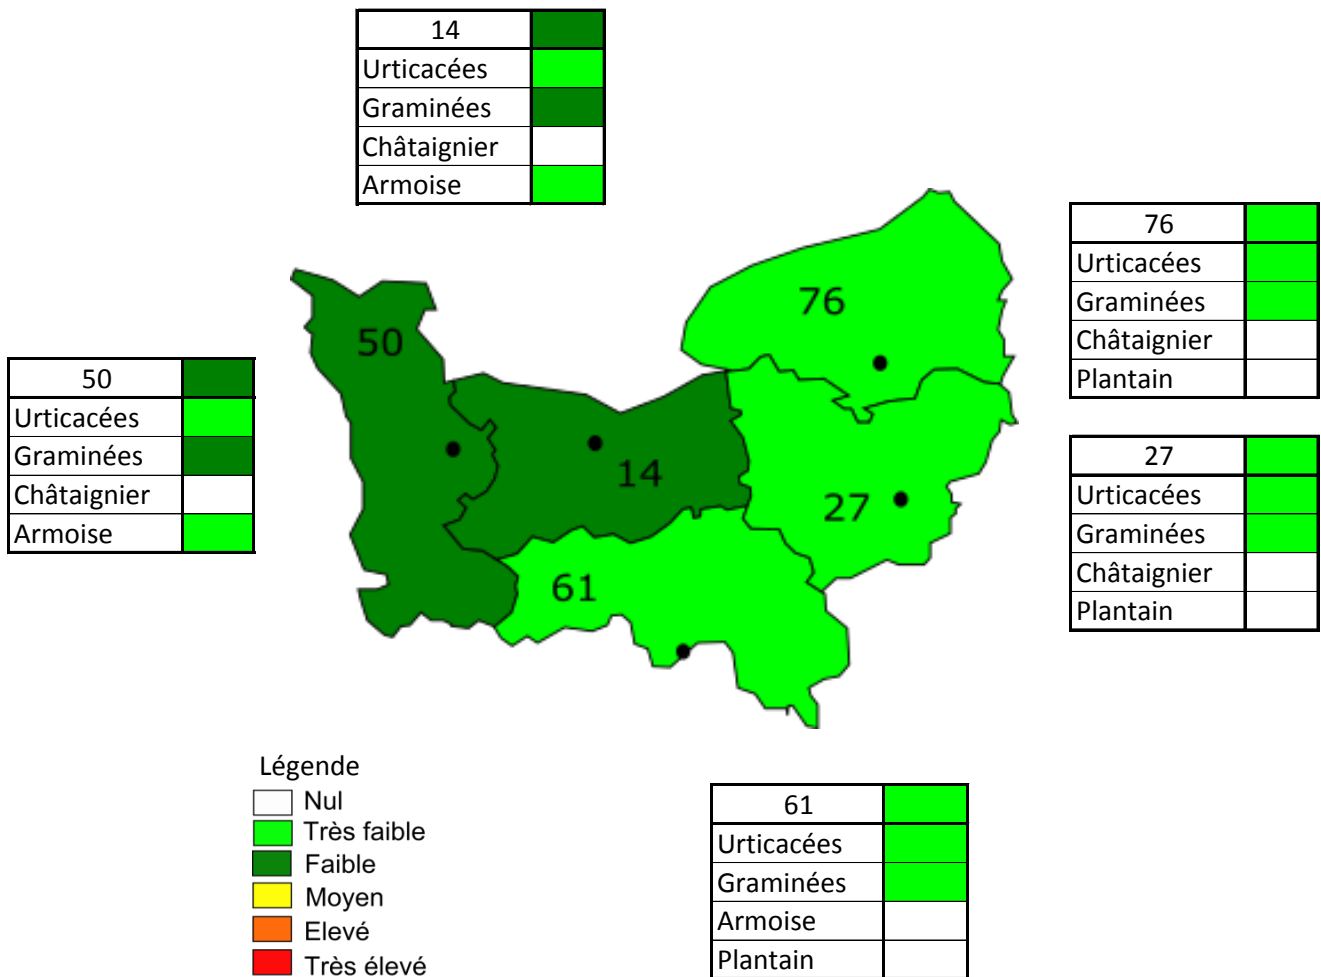 14
Urticacées
Graminées
Châtaignier
Armoise
76
Urticacées
Graminées
Châtaignier
Plantain
50
Urticacées
Graminées
Châtaignier
Armoise
27
Urticacées
Graminées
Châtaignier
Plantain
76
50
14
27
61
Légende
Nul
Très faible
Faible
Moyen
Elevé
Très élevé
61
Urticacées
Graminées
Armoise
Plantain